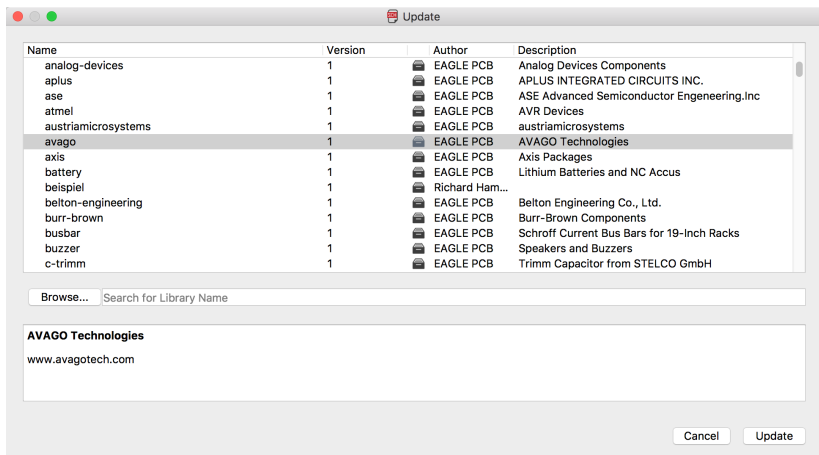 Update
Name Version Author Description
analog-devices 1 EAGLE PCB Analog Devices Components
aplus 1 EAGLE PCB APLUS INTEGRATED CIRCUITS INC.
ase 1 EAGLE PCB ASE Advanced Semiconductor Engeneering.Inc
atmel 1 EAGLE PCB AVR Devices
austriamicrosystems 1 EAGLE PCB austriamicrosystems
avago 1 EAGLE PCB AVAGO Technologies
axis 1 EAGLE PCB Axis Packages
battery 1 EAGLE PCB Lithium Batteries and NC Accus
beispiel 1 Richard Ham...
belton-engineering 1 EAGLE PCB Belton Engineering Co., Ltd.
burr-brown 1 EAGLE PCB Burr-Brown Components
busbar 1 EAGLE PCB Schroff Current Bus Bars for 19-Inch Racks
buzzer 1 EAGLE PCB Speakers and Buzzers
c-trimm 1 EAGLE PCB Trimm Capacitor from STELCO GmbH
Browse... Search for Library Name
AVAGO Technologies
www.avagotech.com
Cancel Update